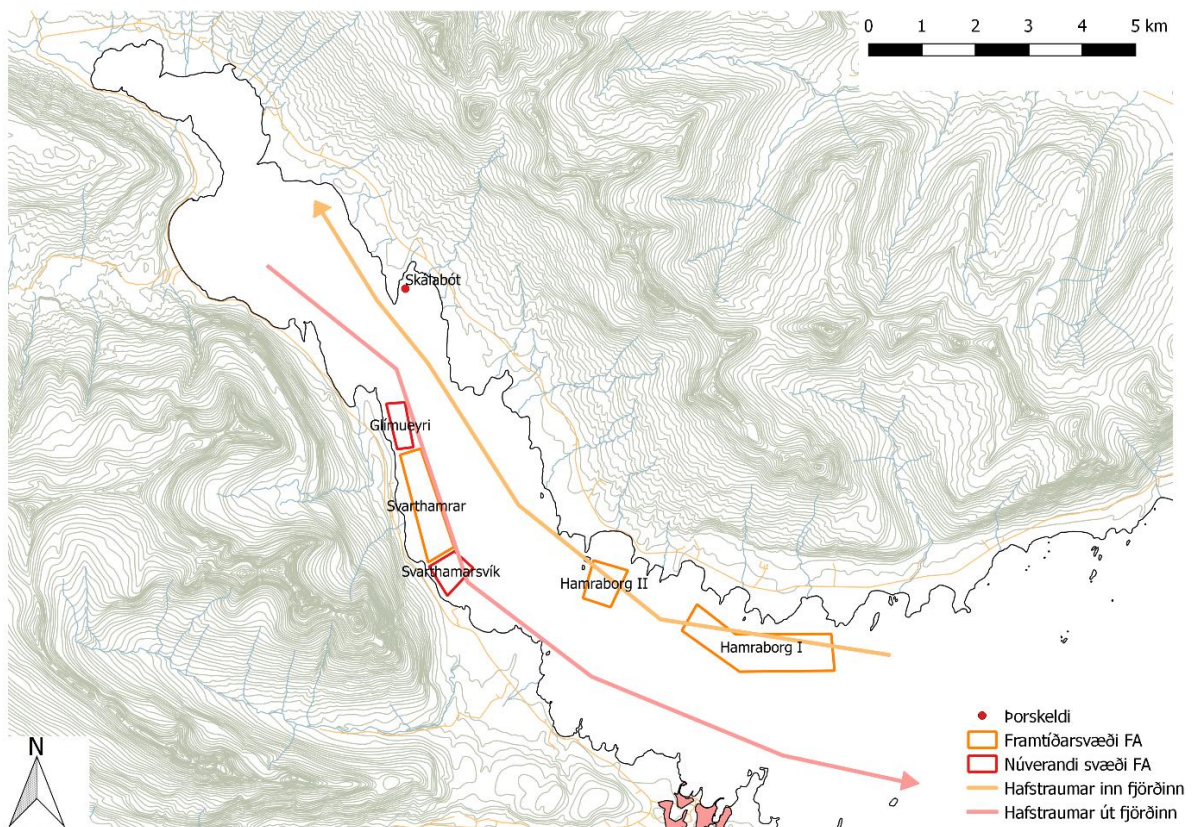 0 1 2 3 4 5 km
Skálabót
Glímueyri
Svarthamrar
Svarthamarsvík
Hamraborg II
Hamraborg I
N
Þorskeldi
Framtíðarsvæði FA
Núverandi svæði FA
Hafstraumar inn fjörðinn
Hafstraumar út fjörðinn